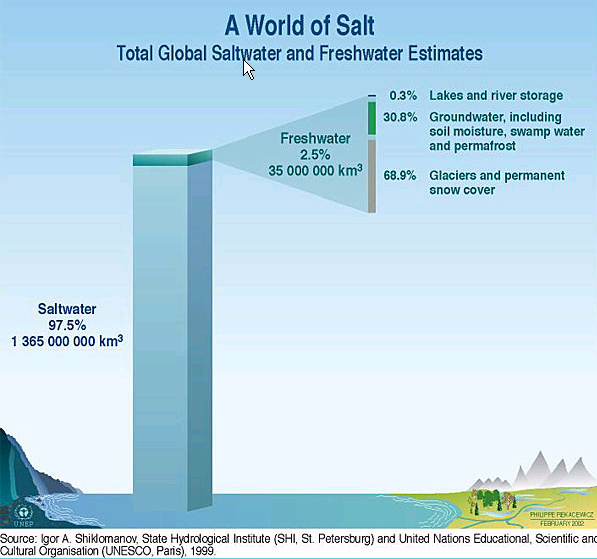 A World of Salt
Total Global Saltwater and Freshwater Estimates
0.3% Lakes and river storage
30.8% Groundwater, including
soil moisture, swamp water
and permafrost
Freshwater
2.5%
35 000 000 km³
68.9% Glaciers and permanent
snow cover
Saltwater
97.5%
1 365 000 000 km³
UNEP
PHILIPPE REKACEWICZ
FEBRUARY 2002
Source: Igor A. Shiklomanov, State Hydrological Institute (SHI, St. Petersburg) and United Nations Educational, Scientific and
Cultural Organisation (UNESCO, Paris), 1999.